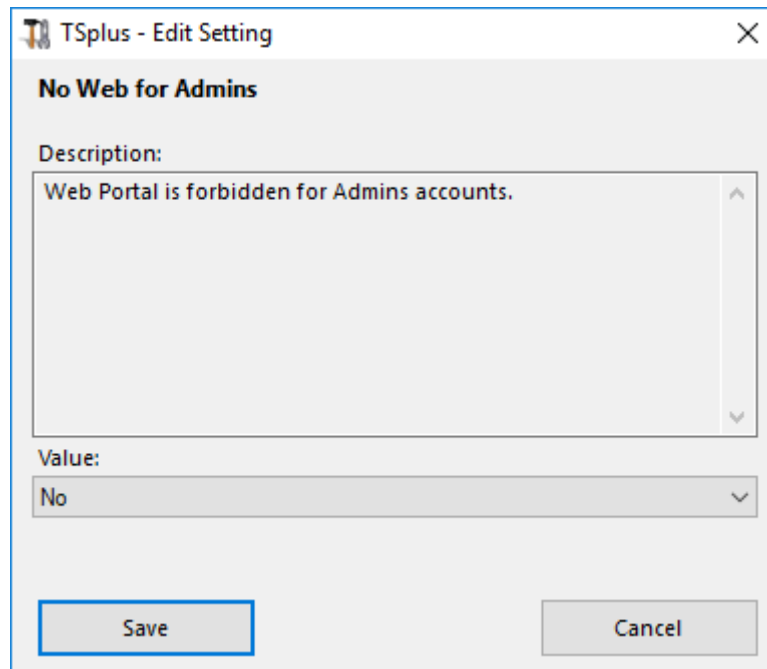 TSplus - Edit Setting
No Web for Admins
Description:
Web Portal is forbidden for Admins accounts.
Value:
No
Save
Cancel